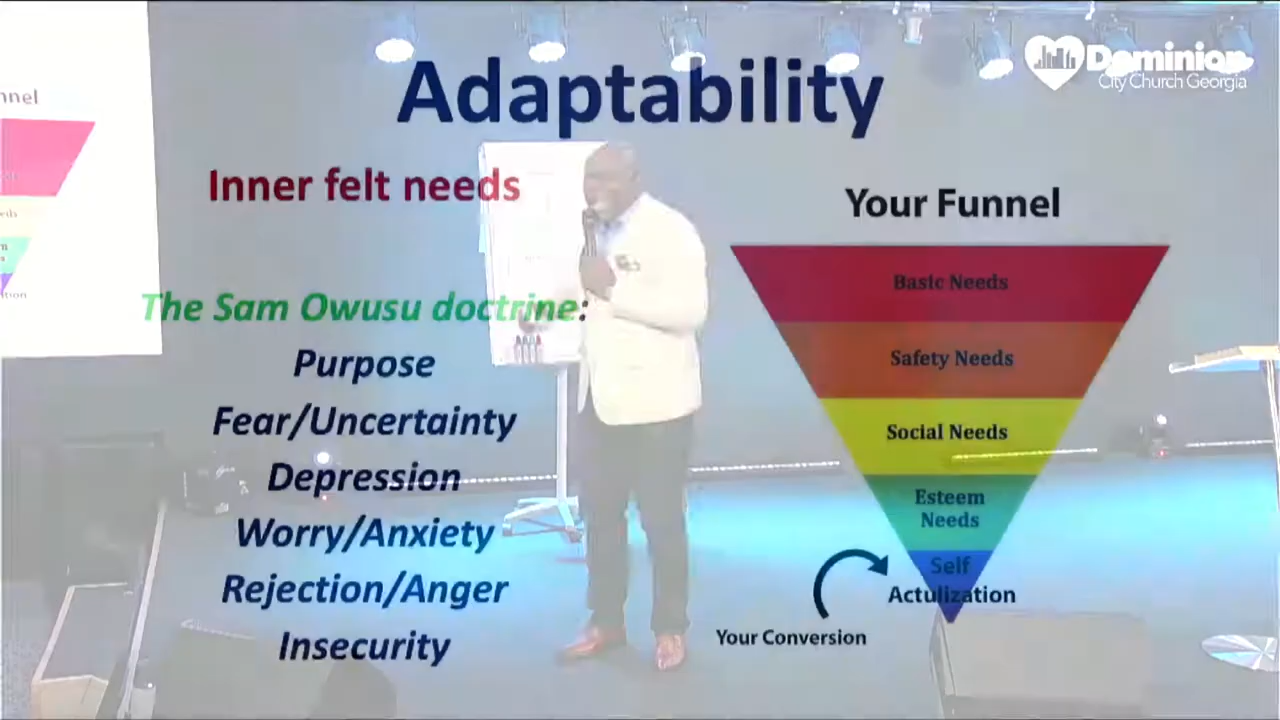 Dominion
City Church Georgia
Adaptability
Inner felt needs
The Sam Owusu doctrine:
Purpose
Fear/Uncertainty
Depression
Worry/Anxiety
Rejection/Anger
Insecurity
Your Funnel
Basic Needs
Safety Needs
Social Needs
Esteem
Needs
Self
Actulization
Your Conversion
nnel